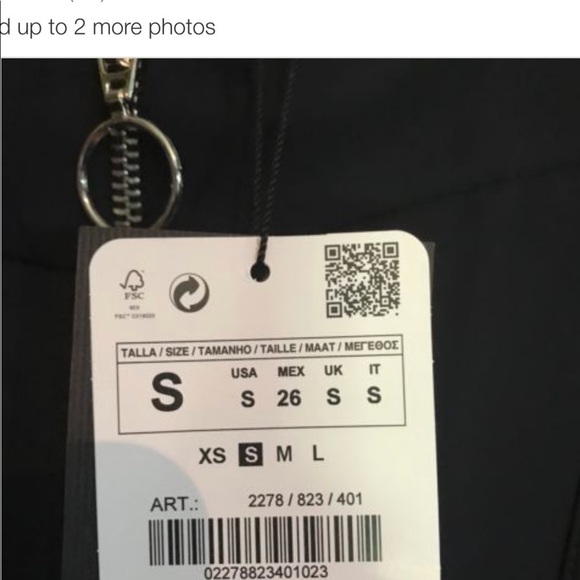 d up to 2 more photos
FSC
TALLA / SIZE / TAMANHO / TAILLE / MAAT / ΜΕΓΕΘΟΣ
S
USA MEX UK IT
S 26 S S
XS S M L
ART.: 2278 / 823 / 401
02278823401023